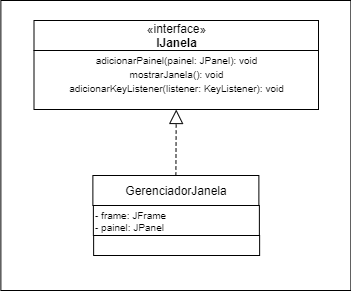 «interface»
IJanela
adicionarPainel(painel: JPanel): void
mostrarJanela(): void
adicionarKeyListener(listener: KeyListener): void
GerenciadorJanela
- frame: JFrame
- painel: JPanel